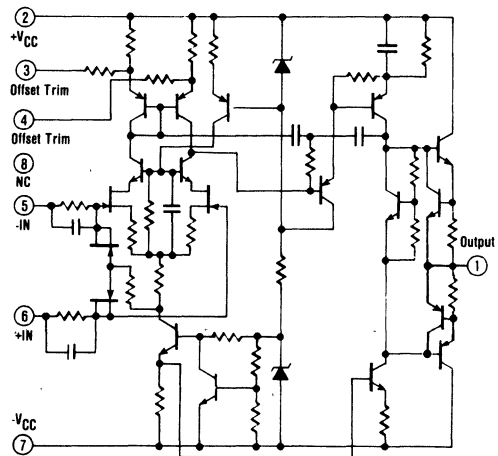 2
+VCC
3
Offset Trim
4
Offset Trim
8
NC
5
-IN
Output
1
6
+IN
-VCC
7